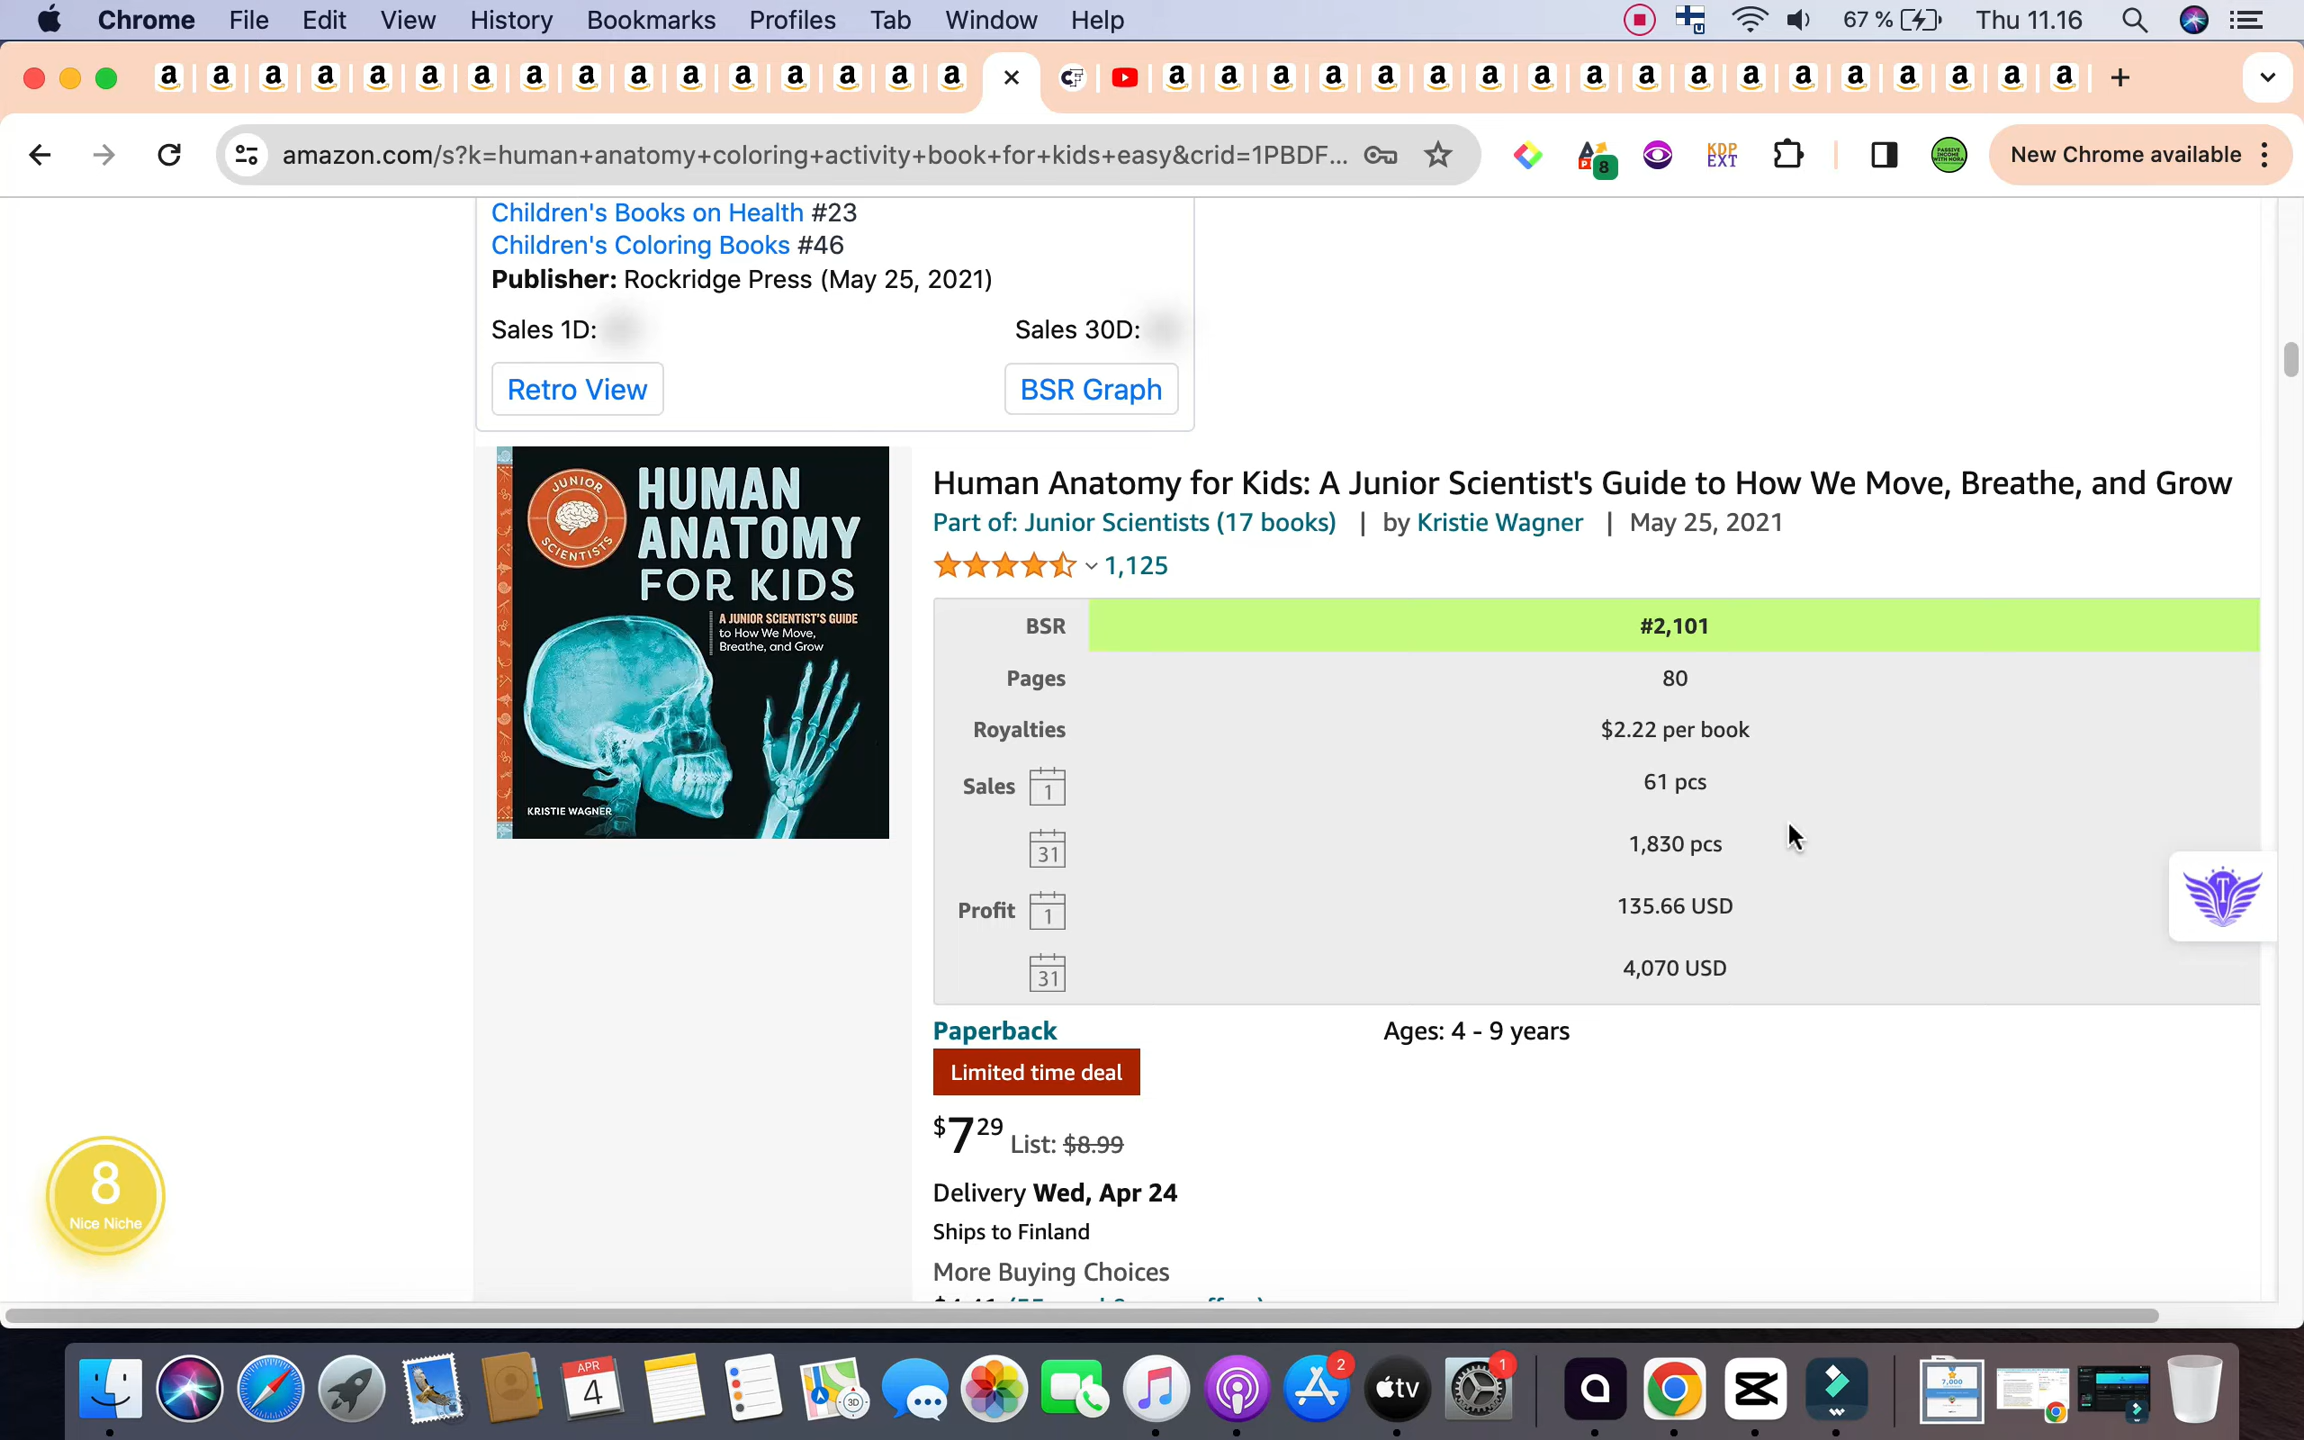 Chrome File Edit View History Bookmarks Profiles Tab Window Help 67 % Thu 11.16
amazon.com/s?k=human+anatomy+coloring+activity+book+for+kids+easy&crid=1PBDF...
8
KDP EXT
New Chrome available
Children's Books on Health #23
Children's Coloring Books #46
Publisher: Rockridge Press (May 25, 2021)
Sales 1D: Sales 30D:
Retro View BSR Graph
JUNIOR SCIENTISTS
HUMAN
ANATOMY
FOR KIDS
A JUNIOR SCIENTIST'S GUIDE
to How We Move,
Breathe, and Grow
KRISTIE WAGNER
Human Anatomy for Kids: A Junior Scientist's Guide to How We Move, Breathe, and Grow
Part of: Junior Scientists (17 books) | by Kristie Wagner | May 25, 2021
1,125
BSR #2,101
Pages 80
Royalties $2.22 per book
Sales 1 61 pcs
31 1,830 pcs
Profit 1 135.66 USD
31 4,070 USD
T
Paperback Ages: 4 - 9 years
Limited time deal
$7 29 List: $8.99
Delivery Wed, Apr 24
Ships to Finland
More Buying Choices
8
Nice Niche
APR
4
3D
2
tv
1
7,000